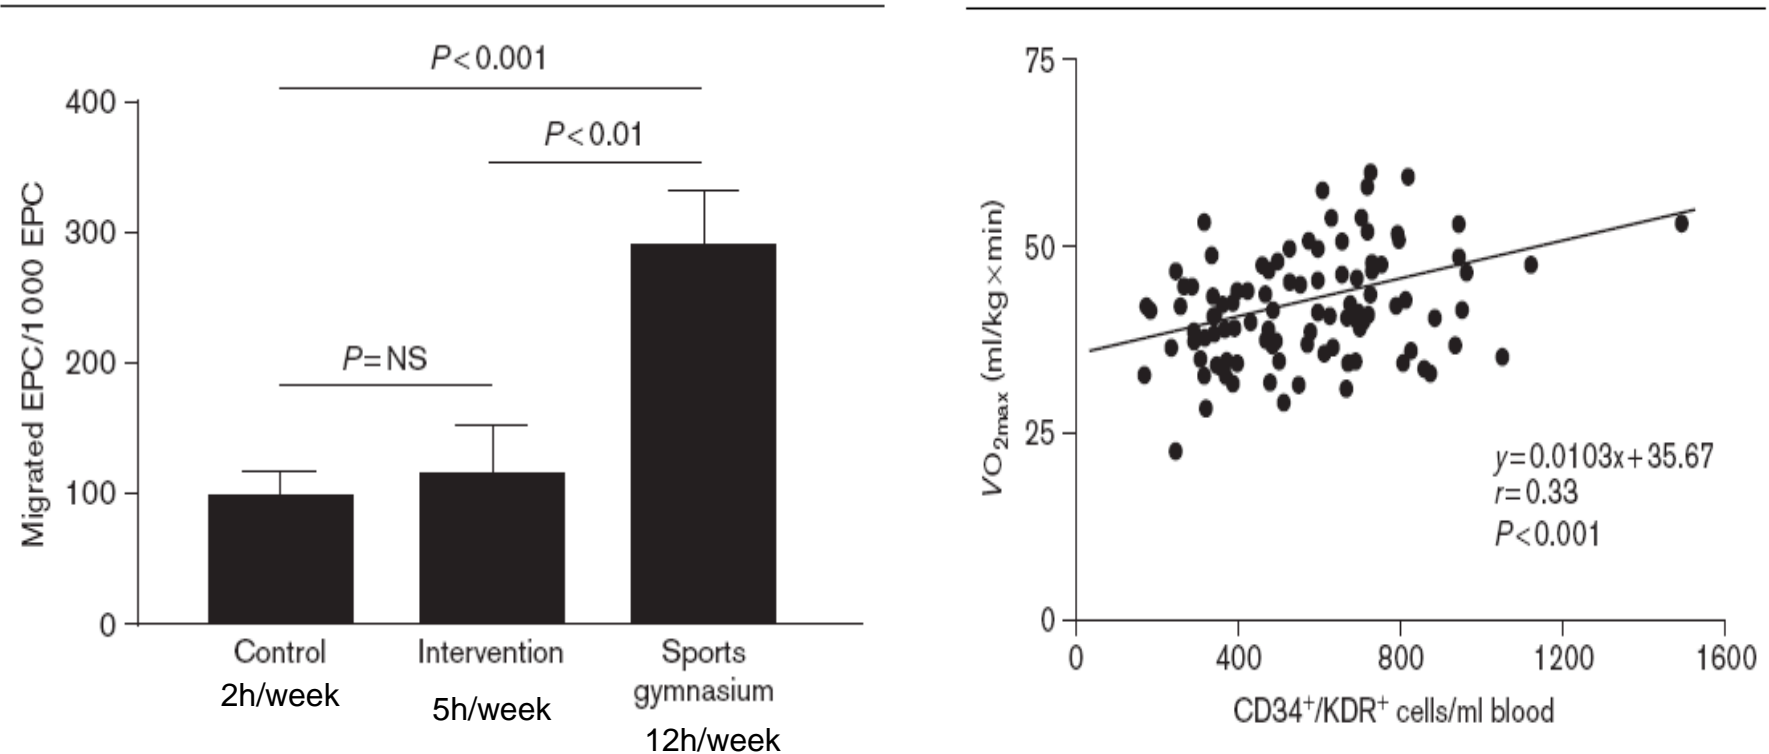 P<0.001
400
P<0.01
300
P=NS
200
100
0
Migrated EPC/1000 EPC
Control
2h/week
Intervention
5h/week
Sports
gymnasium
12h/week
75
50
25
0
VO2max (ml/kg×min)
y=0.0103x+35.67
r=0.33
P<0.001
0 400 800 1200 1600
CD34+/KDR+ cells/ml blood